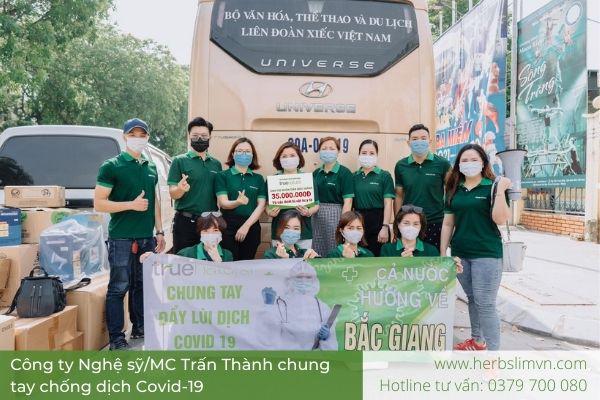 BỘ VĂN HÓA, THỂ THAO VÀ DU LỊCH
LIÊN ĐOÀN XIẾC VIỆT NAM
UNIVERSE
UNIVERSE
Sông Trăng
true
35.000.000Đ
true
CHUNG TAY
ĐẨY LÙI DỊCH
COVID 19
CẢ NƯỚC
HƯỚNG VỀ
BẮC GIANG
Công ty Nghệ sỹ/MC Trấn Thành chung
tay chống dịch Covid-19
www.herbslimvn.com
Hotline tư vấn: 0379 700 080